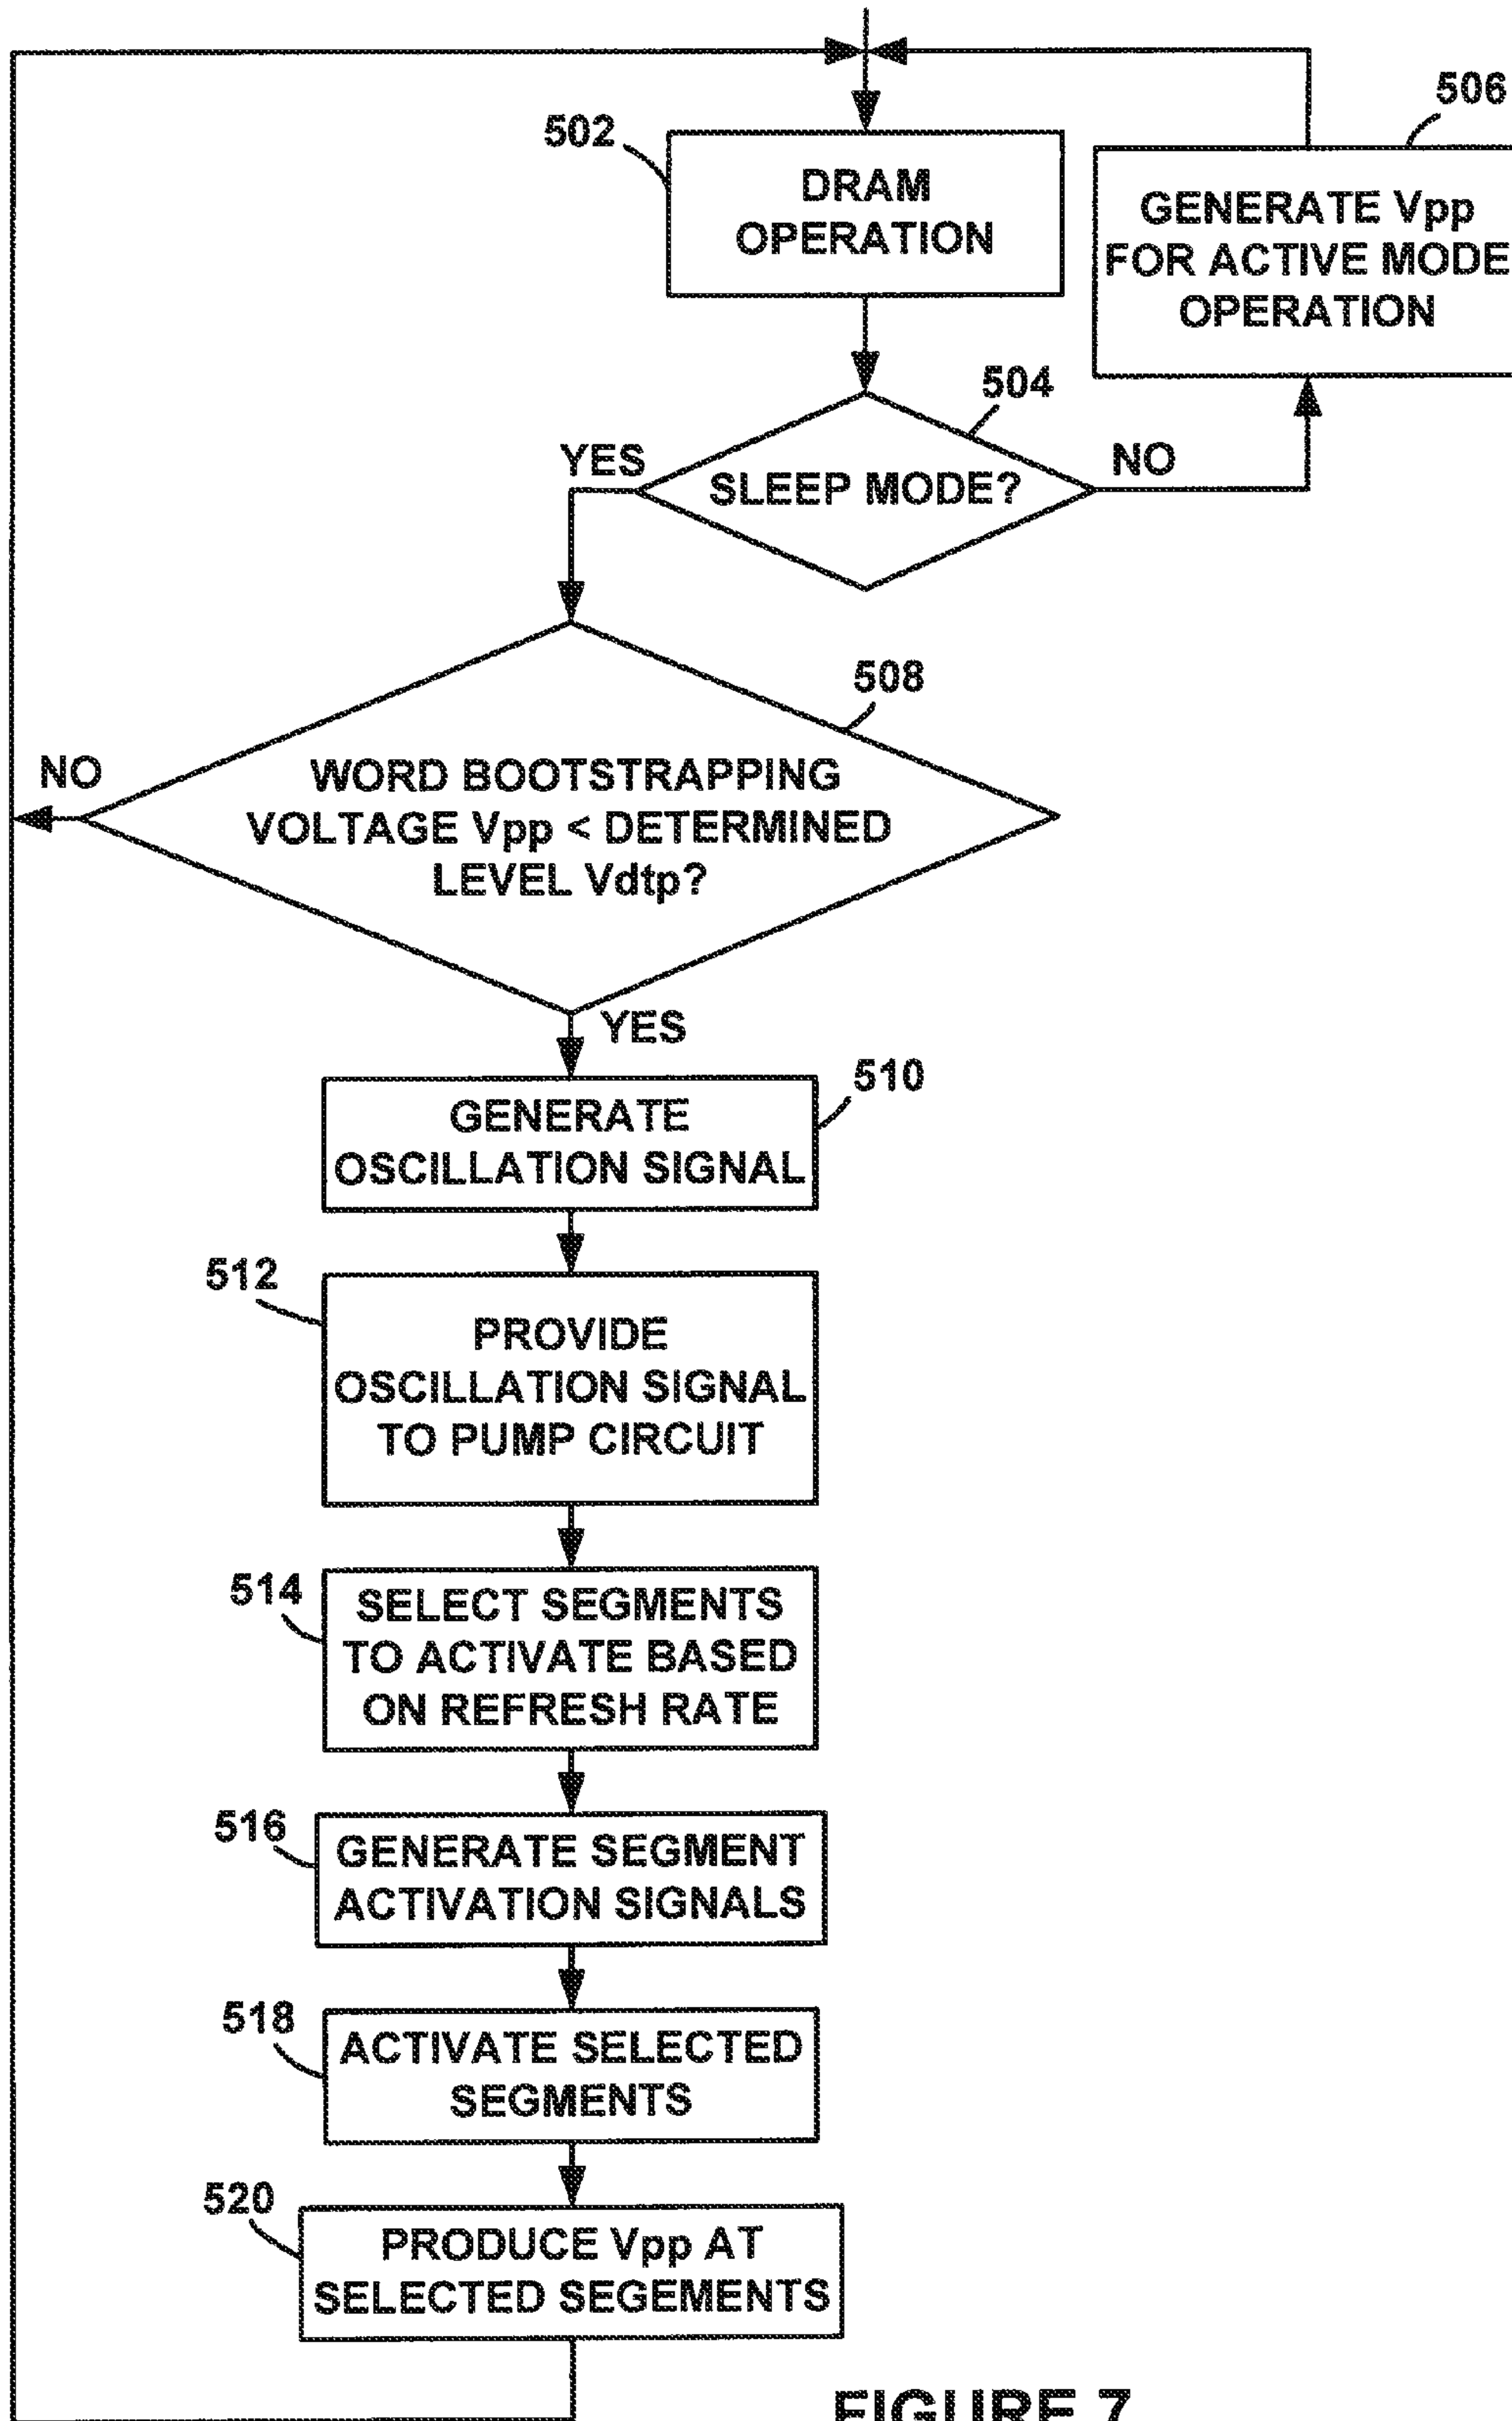 502
DRAM
OPERATION
506
GENERATE Vpp
FOR ACTIVE MODE
OPERATION
504
YES
SLEEP MODE?
NO
508
NO
WORD BOOTSTRAPPING
VOLTAGE Vpp < DETERMINED
LEVEL Vdtp?
YES
510
GENERATE
OSCILLATION SIGNAL
512
PROVIDE
OSCILLATION SIGNAL
TO PUMP CIRCUIT
514
SELECT SEGMENTS
TO ACTIVATE BASED
ON REFRESH RATE
516
GENERATE SEGMENT
ACTIVATION SIGNALS
518
ACTIVATE SELECTED
SEGMENTS
520
PRODUCE Vpp AT
SELECTED SEGEMENTS
FIGURE 7